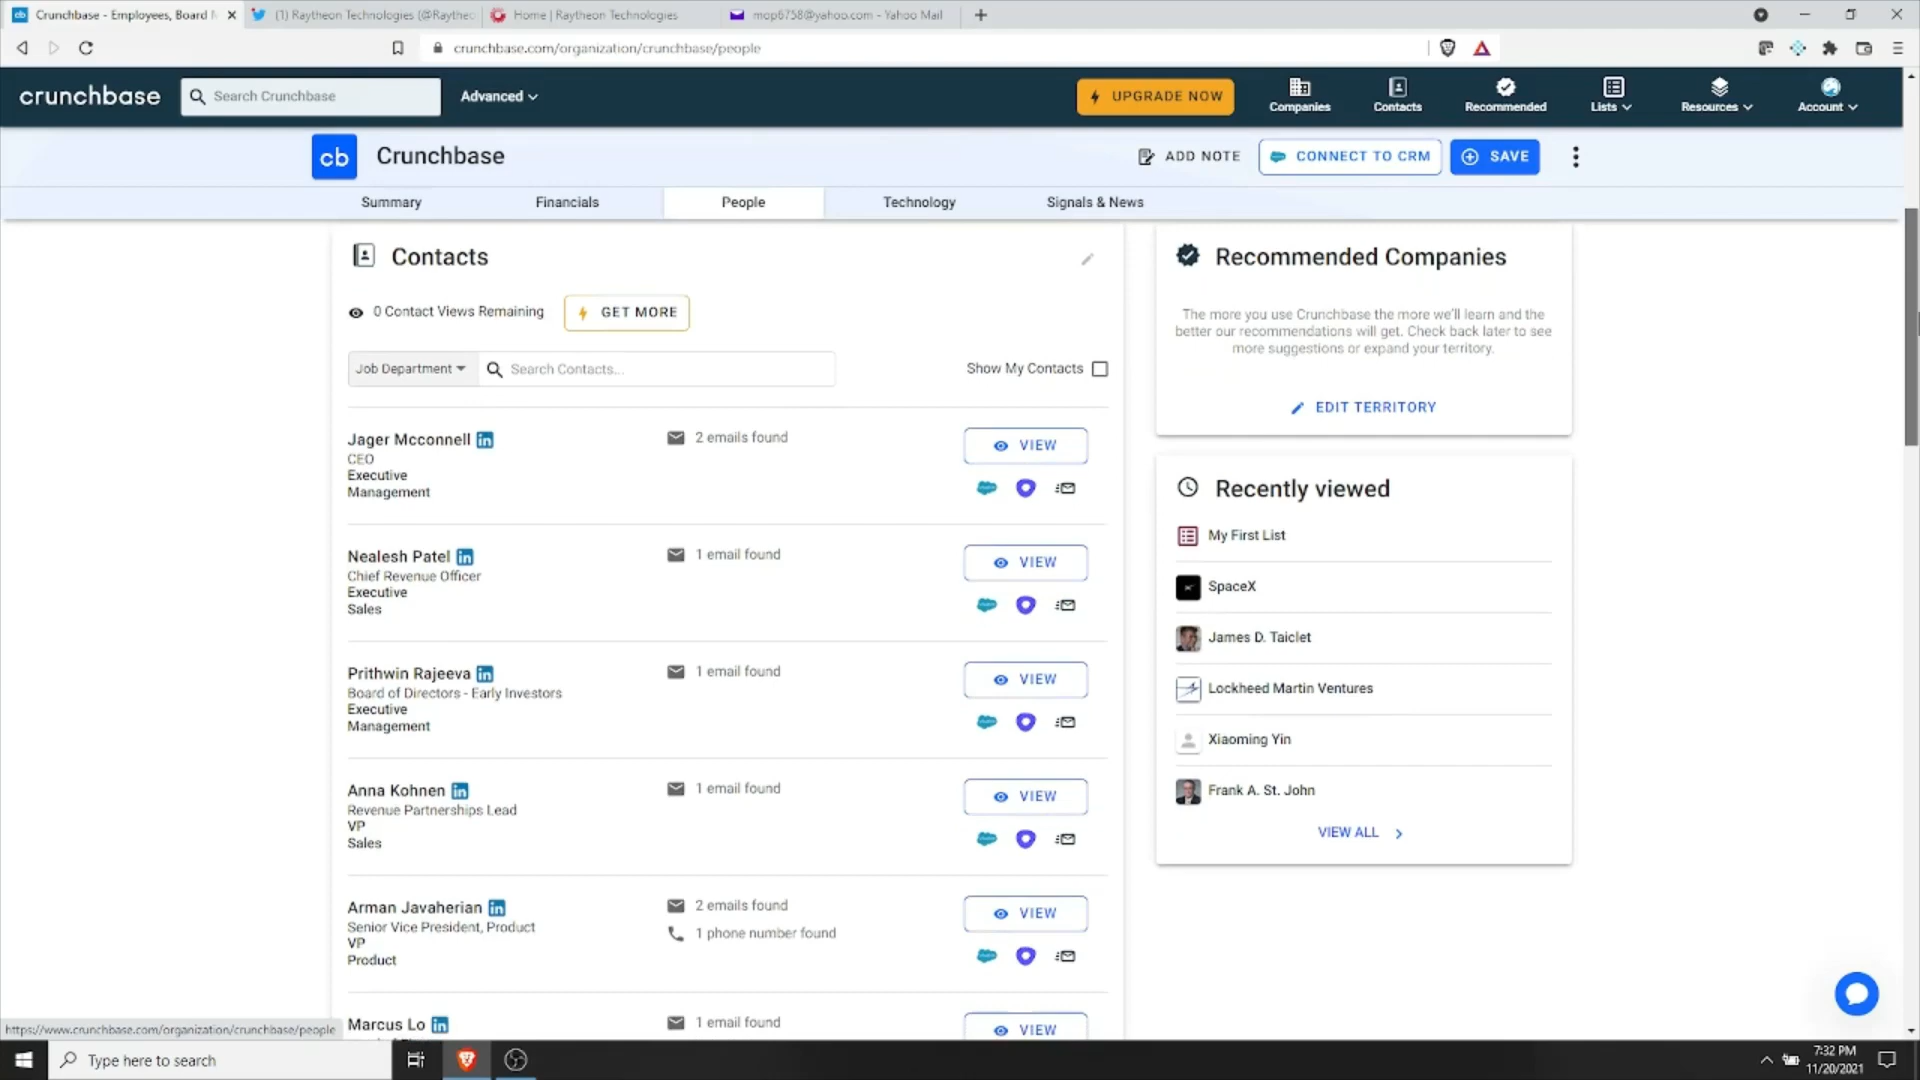 Crunchbase - Employees, Board
(1) Raytheon Technologies (@Raythe
Home | Raytheon Technologies
mop6758@yahoo.com - Yahoo Mail
crunchbase.com/organization/crunchbase/people
crunchbase
Search Crunchbase
Advanced
UPGRADE NOW
Companies
Contacts
Recommended
Lists
Resources
Account
cb
Crunchbase
ADD NOTE
CONNECT TO CRM
SAVE
Summary
Financials
People
Technology
Signals & News
Contacts
0 Contact Views Remaining
GET MORE
Job Department
Search Contacts...
Show My Contacts
Jager Mcconnell in
CEO
Executive
Management
2 emails found
VIEW
Nealesh Patel in
Chief Revenue Officer
Executive
Sales
1 email found
VIEW
Prithwin Rajeeva in
Board of Directors - Early Investors
Executive
Management
1 email found
VIEW
Anna Kohnen in
Revenue Partnerships Lead
VP
Sales
1 email found
VIEW
Arman Javaherian in
Senior Vice President, Product
VP
Product
2 emails found
1 phone number found
VIEW
Marcus Lo in
1 email found
VIEW
Recommended Companies
The more you use Crunchbase the more we'll learn and the
better our recommendations will get. Check back later to see
more suggestions or expand your territory.
EDIT TERRITORY
Recently viewed
My First List
SpaceX
James D. Taiclet
Lockheed Martin Ventures
Xiaoming Yin
Frank A. St. John
VIEW ALL
https://www.crunchbase.com/organization/crunchbase/people
Type here to search
7:32 PM
11/20/2021